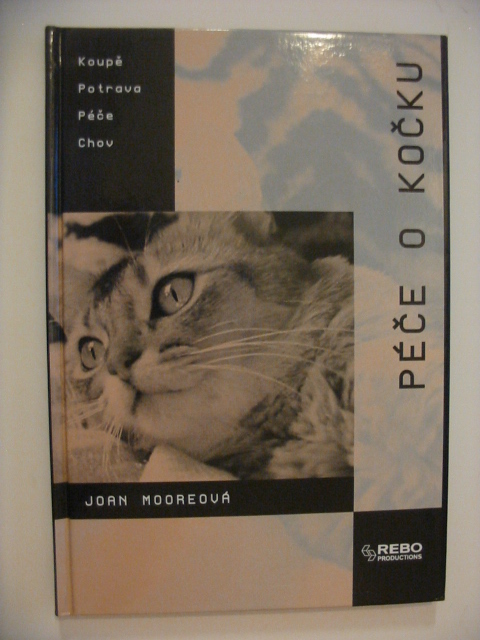 Koupě
Potrava
Péče
Chov
PÉČE O KOČKU
JOAN MOOREOVÁ
REBO
PRODUCTIONS